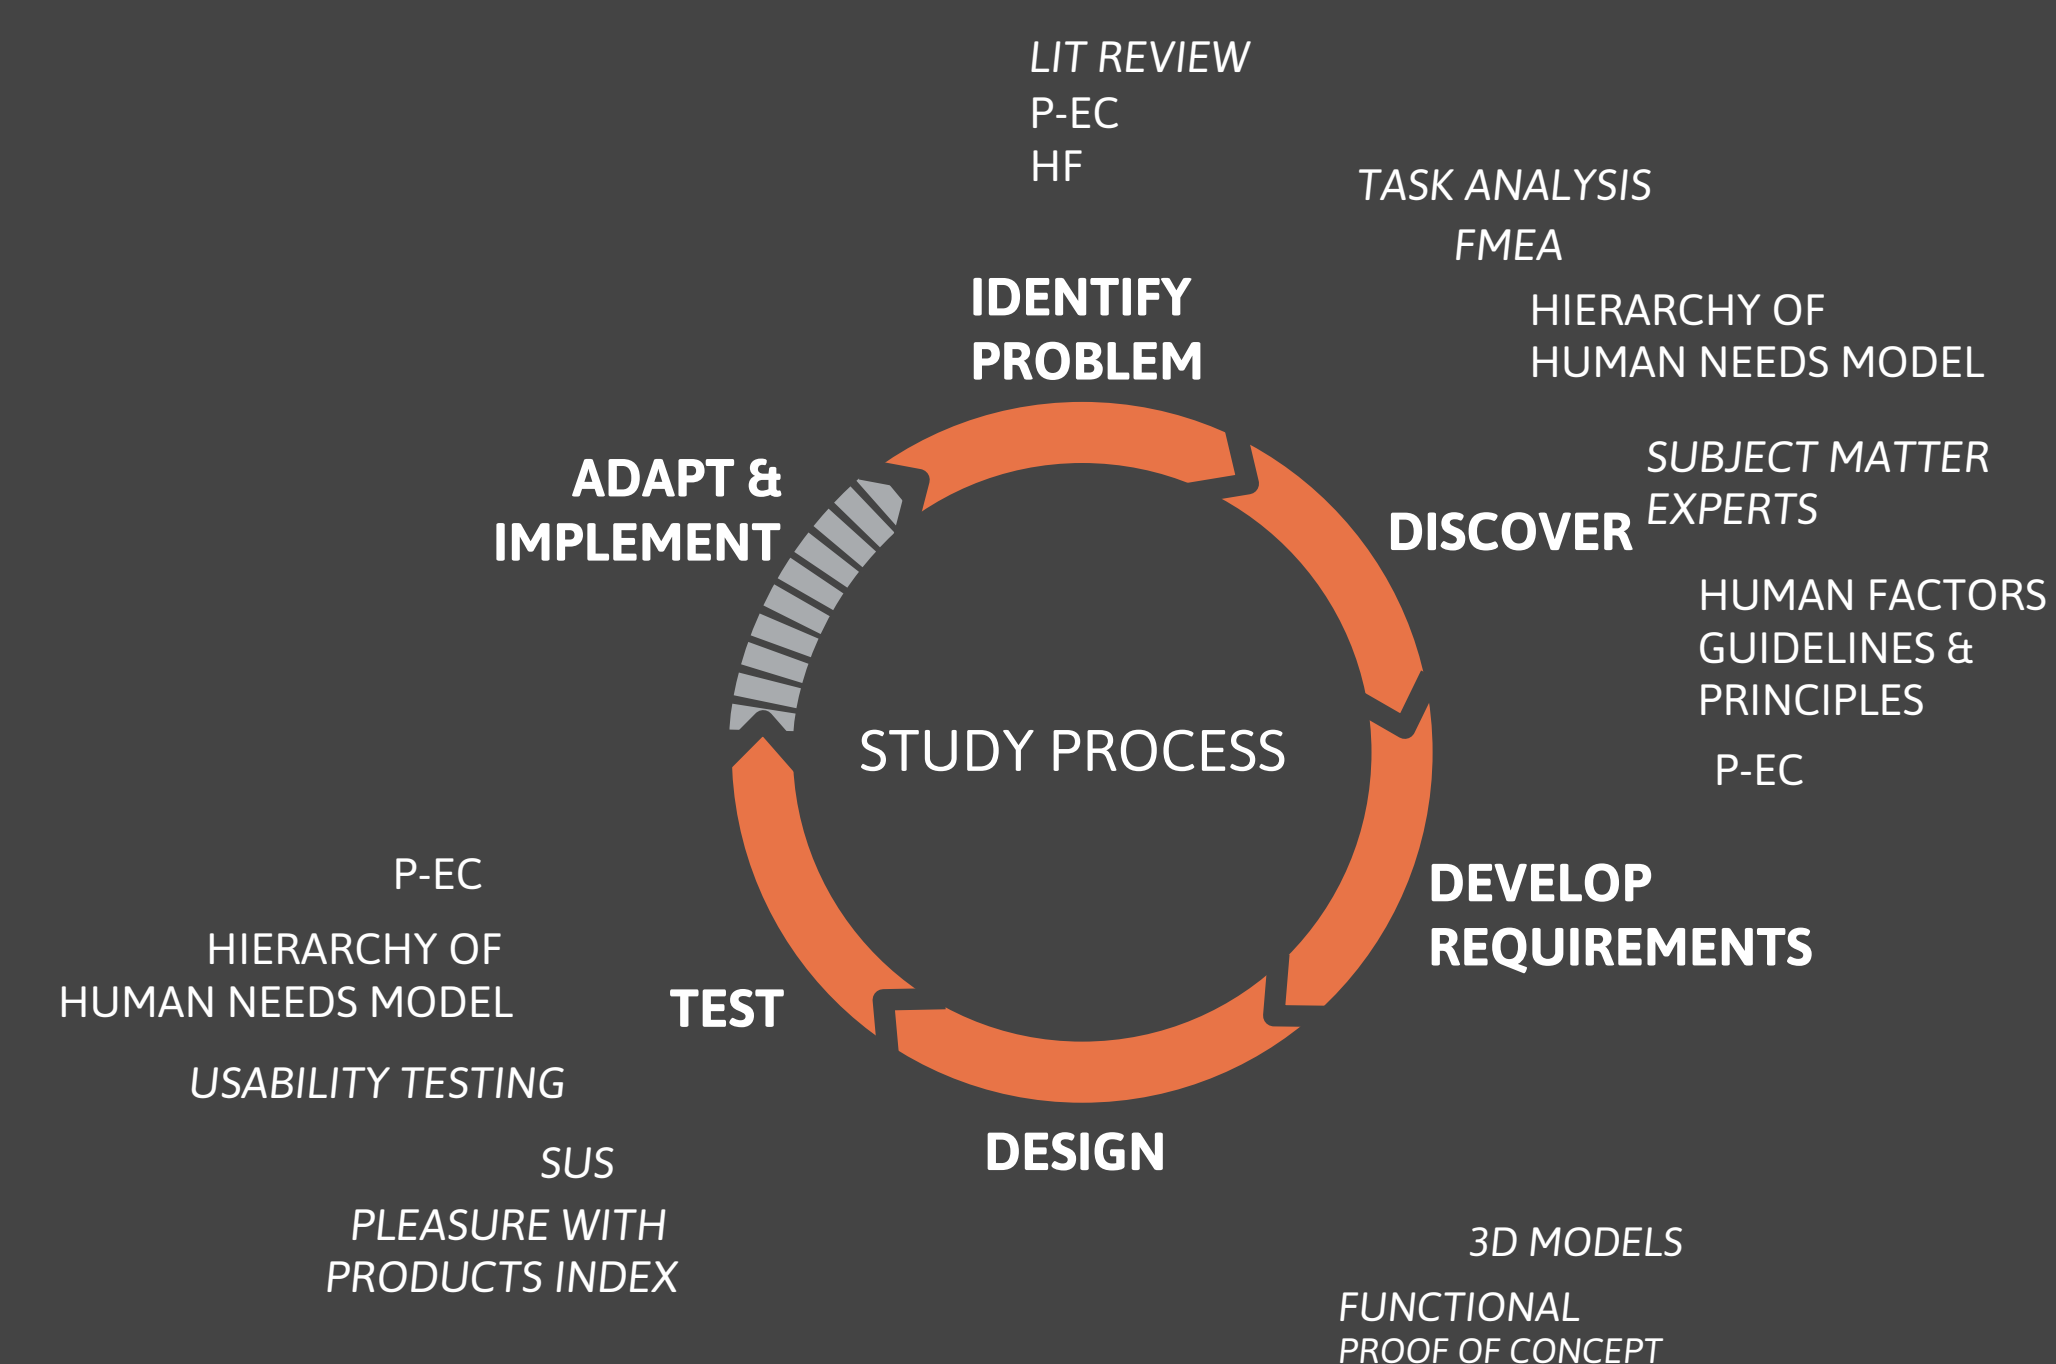 LIT REVIEW
P-EC
HF
TASK ANALYSIS
FMEA
HIERARCHY OF
HUMAN NEEDS MODEL
IDENTIFY
PROBLEM
SUBJECT MATTER
EXPERTS
DISCOVER
HUMAN FACTORS
GUIDELINES &
PRINCIPLES
P-EC
ADAPT &
IMPLEMENT
STUDY PROCESS
DEVELOP
REQUIREMENTS
P-EC
HIERARCHY OF
HUMAN NEEDS MODEL
TEST
USABILITY TESTING
SUS
PLEASURE WITH
PRODUCTS INDEX
DESIGN
3D MODELS
FUNCTIONAL
PROOF OF CONCEPT